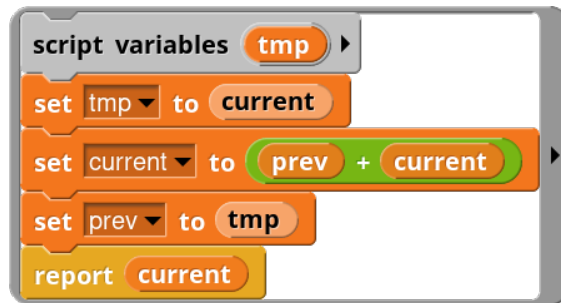 script variables tmp
set tmp to current
set current to prev + current
set prev to tmp
report current